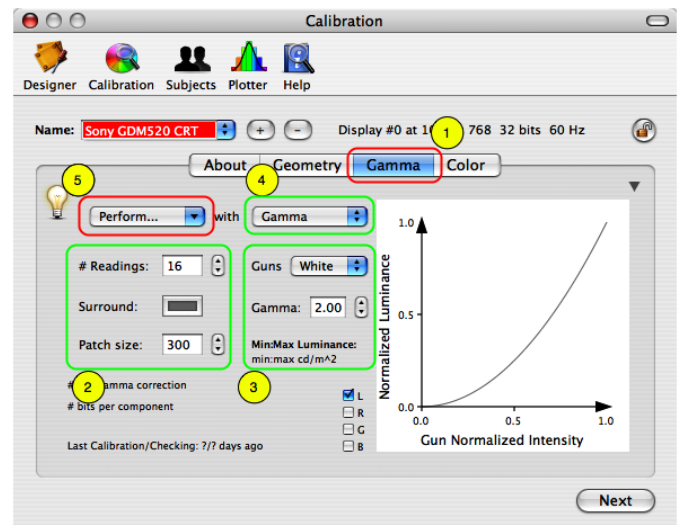 Calibration
Designer Calibration Subjects Plotter Help
Name: Sony GDM520 CRT + - Display #0 at 768 32 bits 60 Hz
1
About Geometry Gamma Color
5 4
Perform... with Gamma
# Readings: 16 Guns White
Surround: Gamma: 2.00
Patch size: 300 Min:Max Luminance:
min:max cd/m^2
2 3
# gamma correction
# bits per component
Last Calibration/Checking: ?/? days ago
L
R
G
B
1.0
0.5
0.0
Normalized Luminance
0.0 0.5 1.0
Gun Normalized Intensity
Next